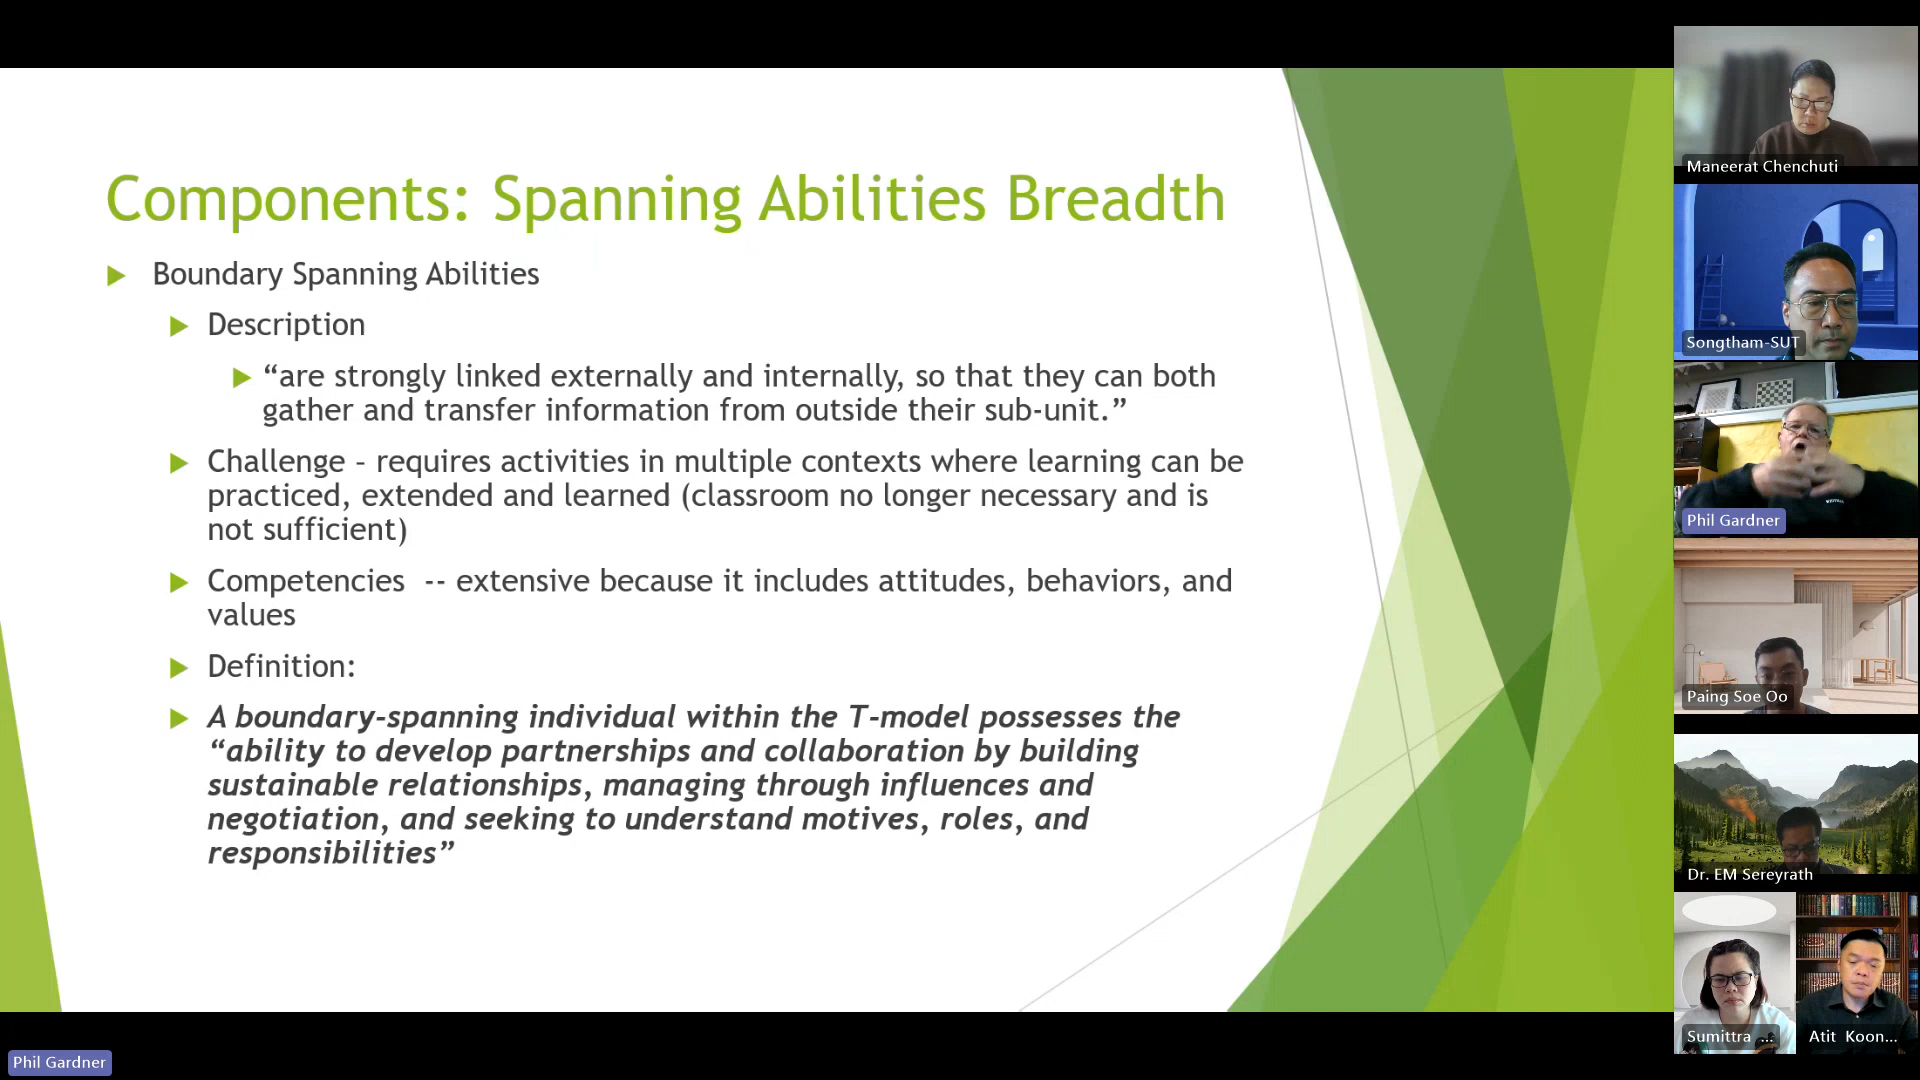 Components: Spanning Abilities Breadth
Boundary Spanning Abilities
Description
“are strongly linked externally and internally, so that they can both
gather and transfer information from outside their sub-unit.”
Challenge – requires activities in multiple contexts where learning can be
practiced, extended and learned (classroom no longer necessary and is
not sufficient)
Competencies -- extensive because it includes attitudes, behaviors, and
values
Definition:
A boundary-spanning individual within the T-model possesses the
“ability to develop partnerships and collaboration by building
sustainable relationships, managing through influences and
negotiation, and seeking to understand motives, roles, and
responsibilities”
Maneerat Chenchuti
Songtham-SUT
Phil Gardner
Paing Soe Oo
Dr. EM Sereyrath
Sumittra ...
Atit Koon...
Phil Gardner